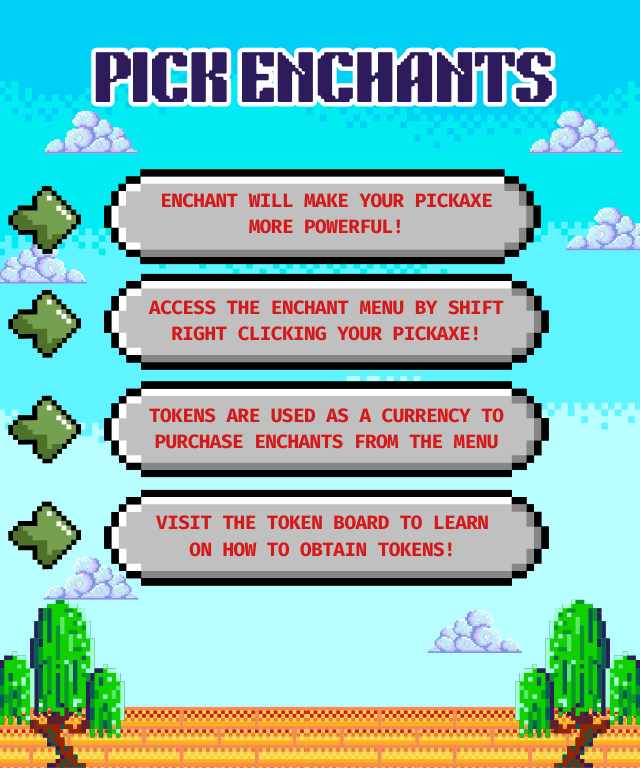 PICK ENCHANTS
ENCHANT WILL MAKE YOUR PICKAXE
MORE POWERFUL!
ACCESS THE ENCHANT MENU BY SHIFT
RIGHT CLICKING YOUR PICKAXE!
TOKENS ARE USED AS A CURRENCY TO
PURCHASE ENCHANTS FROM THE MENU
VISIT THE TOKEN BOARD TO LEARN
ON HOW TO OBTAIN TOKENS!